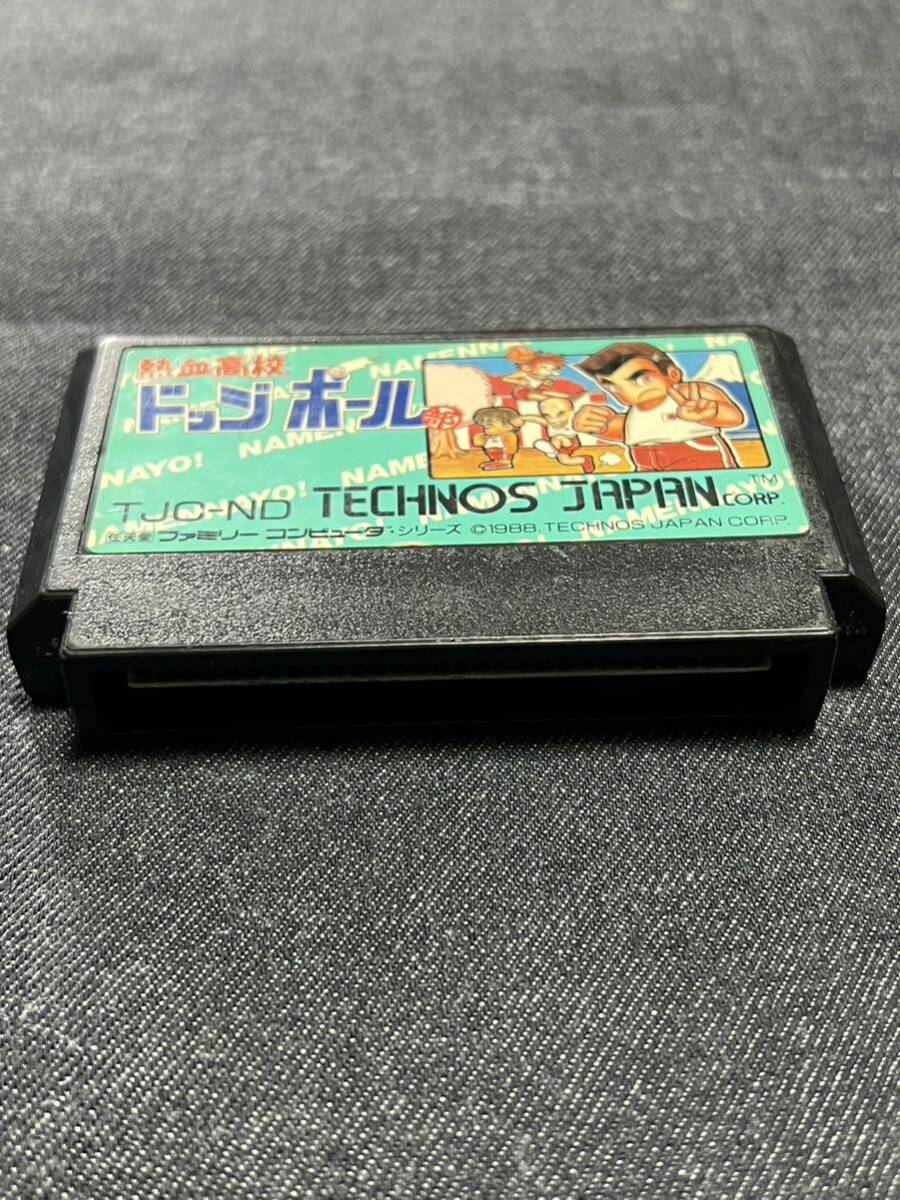 熱血高校
ドッジボール部
NAMENNA
NAYO! NAMENNAYO!
TJC-ND TECHNOS JAPAN CORP.™
任天堂 ファミリーコンピュータ・シリーズ ©1988, TECHNOS JAPAN CORP.